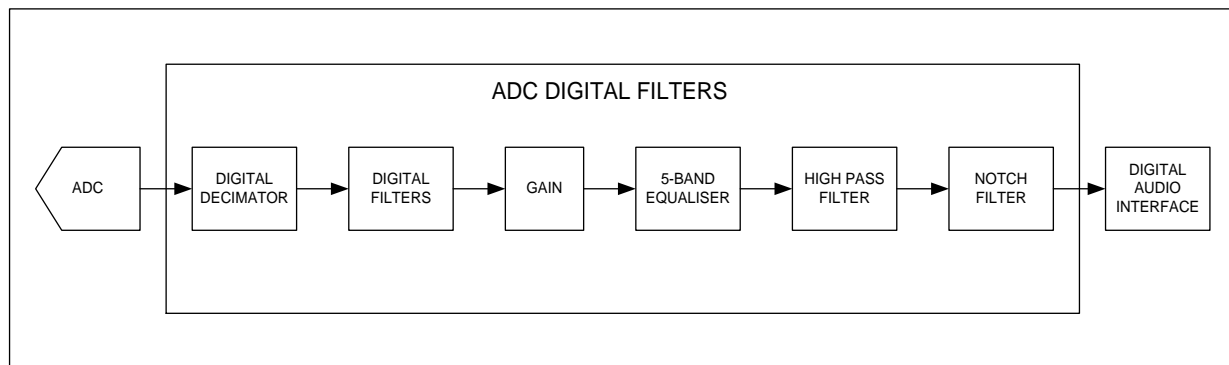 ADC DIGITAL FILTERS
ADC
DIGITAL
DECIMATOR
DIGITAL
FILTERS
GAIN
5-BAND
EQUALISER
HIGH PASS
FILTER
NOTCH
FILTER
DIGITAL
AUDIO
INTERFACE